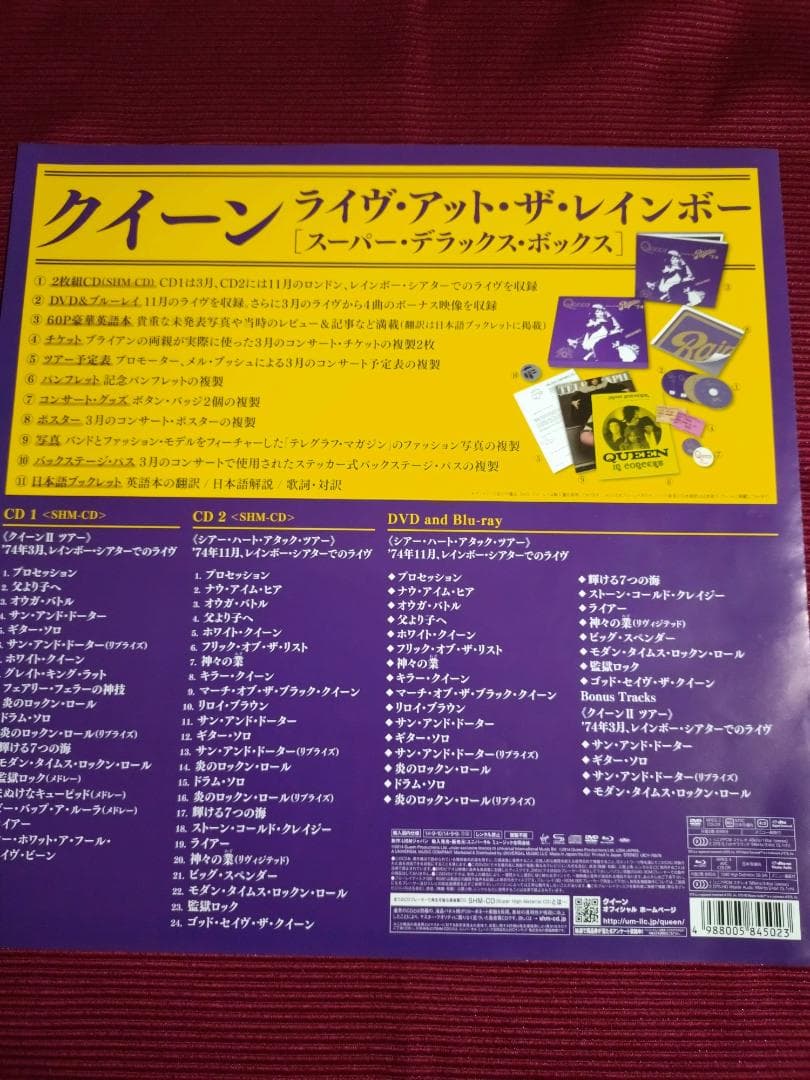 クイーン
ライヴ・アット・ザ・レインボー
[スーパー・デラックス・ボックス]
① 2枚組CD(SHM-CD) CD1は3月、CD2には11月のロンドン、レインボー・シアターでのライヴを収録
② DVD&ブルーレイ 11月のライヴを収録。さらに3月のライヴから4曲のボーナス映像を収録
③ 60P豪華英語本 貴重な未発表写真や当時のレビュー&記事など満載(翻訳は日本語ブックレットに掲載)
④ チケット ブライアンの両親が実際に使った3月のコンサート・チケットの複製2枚
⑤ ツアー予定表 プロモーター、メル・ブッシュによる3月のコンサート予定表の複製
⑥ パンフレット 記念パンフレットの複製
⑦ コンサート・グッズ ボタン・バッジ2個の複製
⑧ ポスター 3月のコンサート・ポスターの複製
⑨ 写真 バンドとファッション・モデルをフィーチャーした「テレグラフ・マガジン」のファッション写真の複製
⑩ バックステージ・パス 3月のコンサートで使用されたステッカー式バックステージ・パスの複製
⑪ 日本語ブックレット 英語本の翻訳 / 日本語解説 / 歌詞・対訳
QUEEN
IN CONCERT
CD 1 <SHM-CD>
《クイーンⅡ ツアー》
'74年3月、レインボー・シアターでのライヴ
1. プロセッション
2. 父より子へ
3. オウガ・バトル
4. サン・アンド・ドーター
5. ギター・ソロ
6. サン・アンド・ドーター(リプライズ)
ホワイト・クイーン
グレイト・キング・ラット
フェアリー・フェラーの神技
炎のロックン・ロール
ドラム・ソロ
炎のロックン・ロール(リプライズ)
輝ける7つの海
モダン・タイムス・ロックン・ロール
監獄ロック(メドレー)
まぬけなキューピッド(メドレー)
ビー・バップ・ア・ルーラ(メドレー)
ライアー
ー・ホワット・ア・フール・
イヴ・ビーン
CD 2 <SHM-CD>
《シアー・ハート・アタック・ツアー》
'74年11月、レインボー・シアターでのライヴ
1. プロセッション
2. ナウ・アイム・ヒア
3. オウガ・バトル
4. 父より子へ
5. ホワイト・クイーン
6. フリック・オブ・ザ・リスト
7. 神々の業
8. キラー・クイーン
9. マーチ・オブ・ザ・ブラック・クイーン
10. リロイ・ブラウン
11. サン・アンド・ドーター
12. ギター・ソロ
13. サン・アンド・ドーター(リプライズ)
14. 炎のロックン・ロール
15. ドラム・ソロ
16. 炎のロックン・ロール(リプライズ)
17. 輝ける7つの海
18. ストーン・コールド・クレイジー
19. ライアー
20. 神々の業(リヴィジテッド)
21. ビッグ・スペンダー
22. モダン・タイムス・ロックン・ロール
23. 監獄ロック
24. ゴッド・セイヴ・ザ・クイーン
DVD and Blu-ray
《シアー・ハート・アタック・ツアー》
'74年11月、レインボー・シアターでのライヴ
◆ プロセッション
◆ ナウ・アイム・ヒア
◆ オウガ・バトル
◆ 父より子へ
◆ ホワイト・クイーン
◆ フリック・オブ・ザ・リスト
◆ 神々の業
◆ キラー・クイーン
◆ マーチ・オブ・ザ・ブラック・クイーン
◆ リロイ・ブラウン
◆ サン・アンド・ドーター
◆ ギター・ソロ
◆ サン・アンド・ドーター(リプライズ)
◆ 炎のロックン・ロール
◆ ドラム・ソロ
◆ 炎のロックン・ロール(リプライズ)
◆ 輝ける7つの海
◆ ストーン・コールド・クレイジー
◆ ライアー
◆ 神々の業(リヴィジテッド)
◆ ビッグ・スペンダー
◆ モダン・タイムス・ロックン・ロール
◆ 監獄ロック
◆ ゴッド・セイヴ・ザ・クイーン
Bonus Tracks
《クイーンⅡ ツアー》
'74年3月、レインボー・シアターでのライヴ
◆ サン・アンド・ドーター
◆ ギター・ソロ
◆ サン・アンド・ドーター(リプライズ)
◆ モダン・タイムス・ロックン・ロール
クイーン
オフィシャル ホームページ
http://um-llc.jp/queen/
4 988005 845023